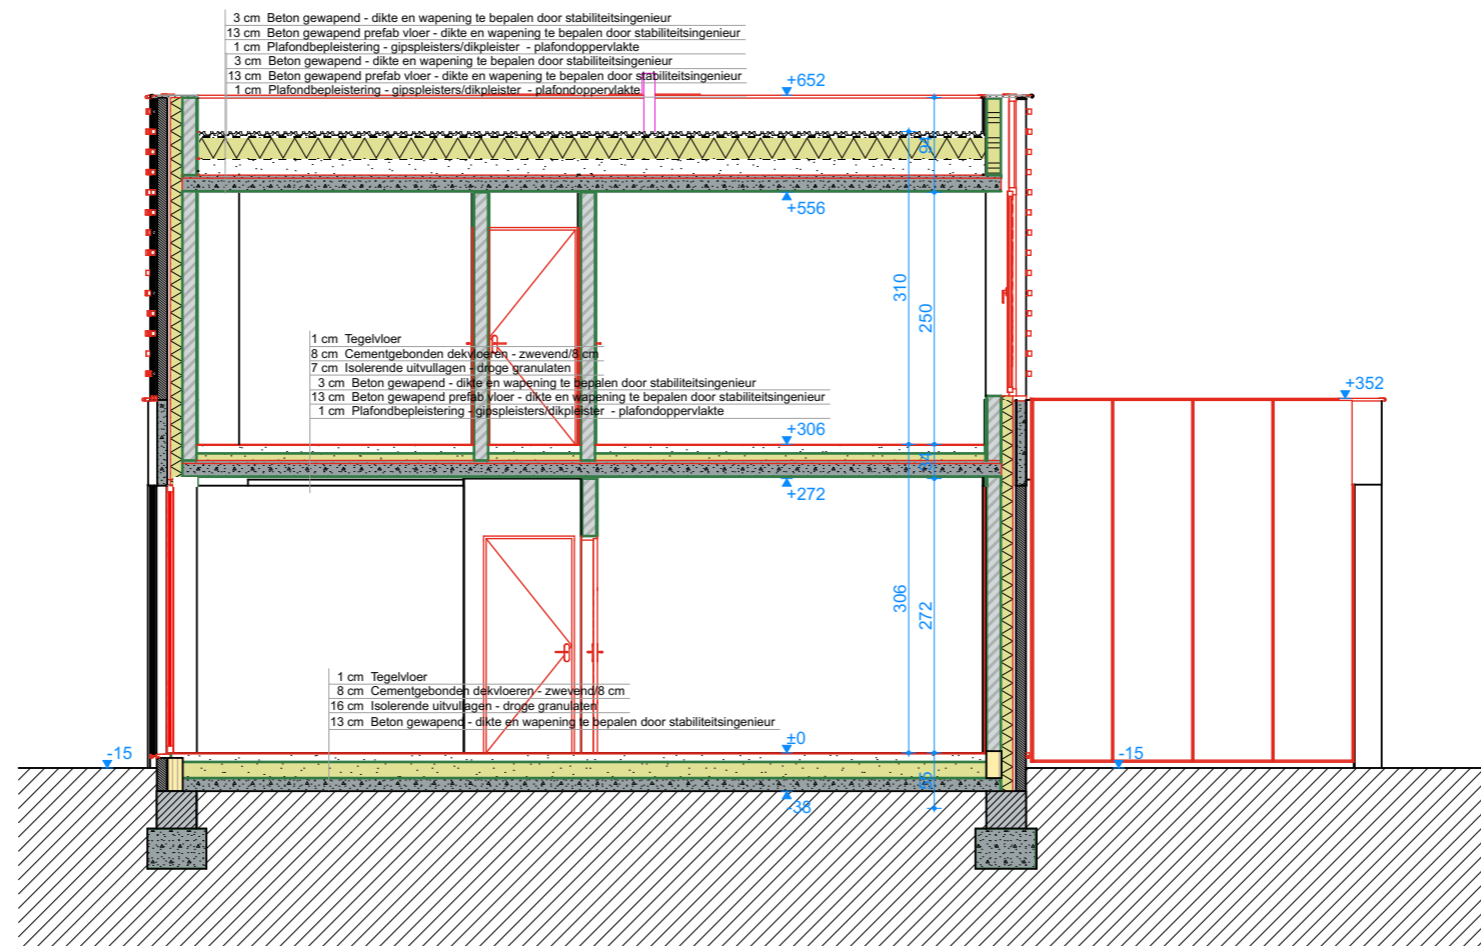 3 cm Beton gewapend - dikte en wapening te bepalen door stabiliteitsingenieur
13 cm Beton gewapend prefab vloer - dikte en wapening te bepalen door stabiliteitsingenieur
1 cm Plafondbepleistering - gipspleisters/dikpleister - plafondoppervlakte
3 cm Beton gewapend - dikte en wapening te bepalen door stabiliteitsingenieur
13 cm Beton gewapend prefab vloer - dikte en wapening te bepalen door stabiliteitsingenieur
1 cm Plafondbepleistering - gipspleisters/dikpleister - plafondoppervlakte
+652
+556
310
250
1 cm Tegelvloer
8 cm Cementgebonden dekvloeren - zwevend/8 cm
7 cm Isolerende uitvullagen - droge granulaten
3 cm Beton gewapend - dikte en wapening te bepalen door stabiliteitsingenieur
13 cm Beton gewapend prefab vloer - dikte en wapening te bepalen door stabiliteitsingenieur
1 cm Plafondbepleistering - gipspleisters/dikpleister - plafondoppervlakte
+352
+306
34
+272
306
272
1 cm Tegelvloer
8 cm Cementgebonden dekvloeren - zwevend/8 cm
16 cm Isolerende uitvullagen - droge granulaten
13 cm Beton gewapend - dikte en wapening te bepalen door stabiliteitsingenieur
±0
-15
-15
-38